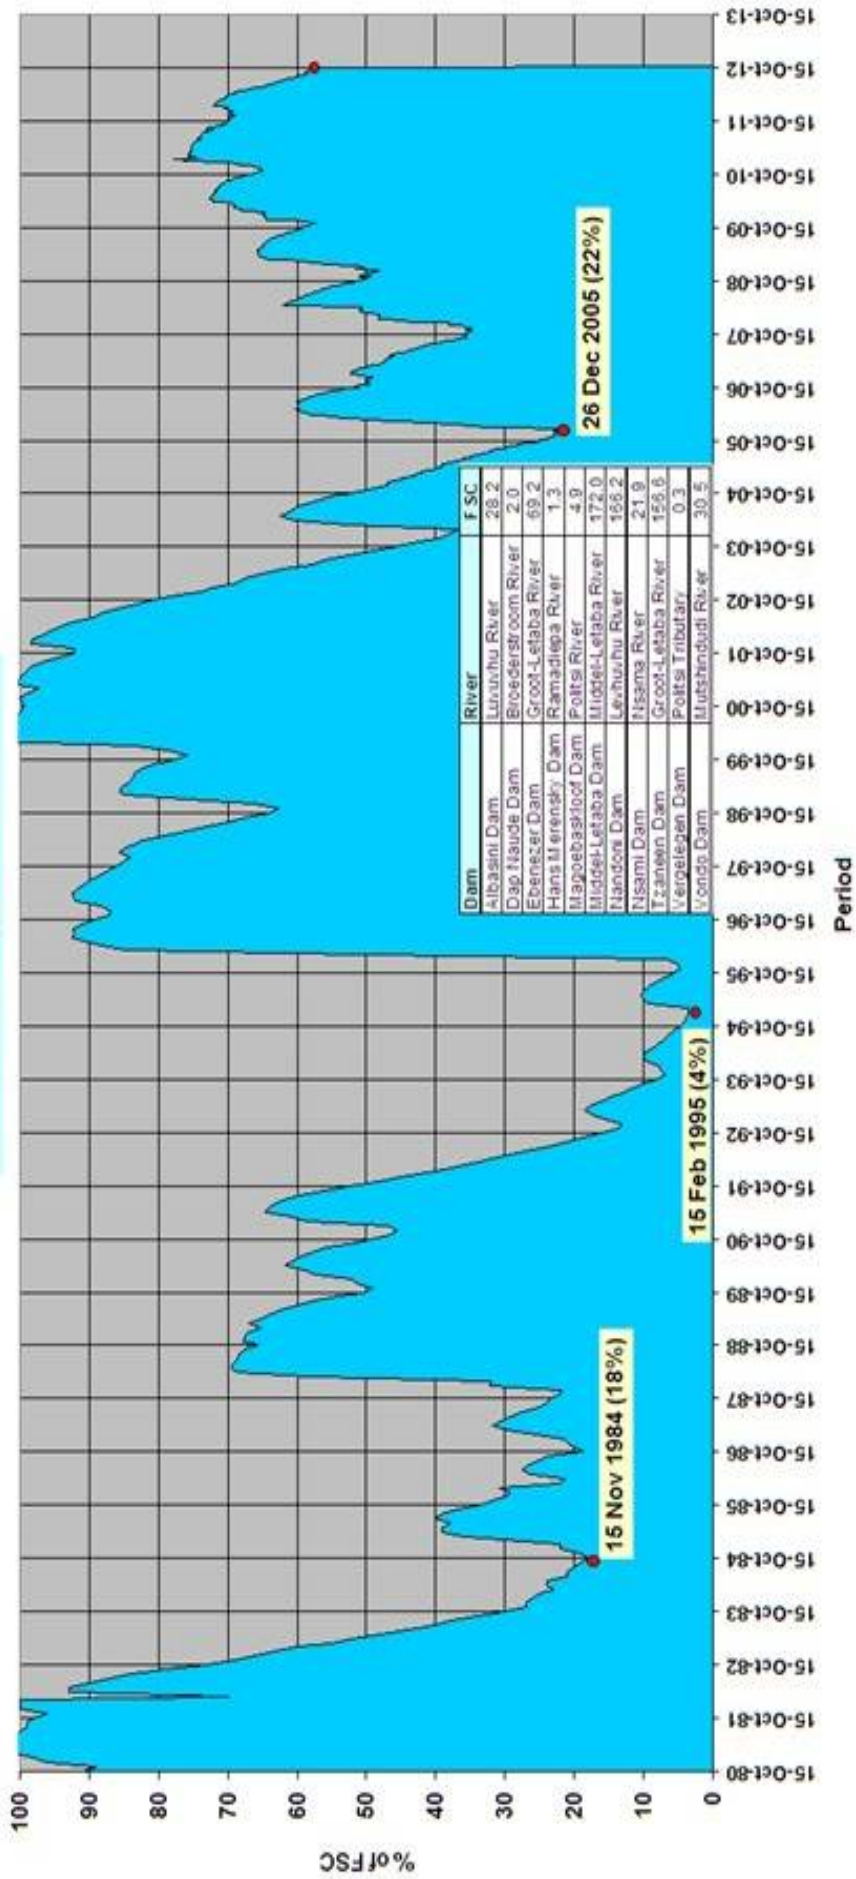 100
90
80
70
60
50
40
30
20
10
0
% of FSC
15 Nov 1984 (18%)
15 Feb 1995 (4%)
26 Dec 2005 (22%)
Dam River F SC
Albasini Dam Luvuvhu River 28.2
Dap Naude Dam Broederstroom River 2.0
Ebenezer Dam Groot-Letaba River 69.2
Hans Merensky Dam Ramadiepa River 1.3
Magoebaskloof Dam Politsi River 4.9
Middel-Letaba Dam Middel-Letaba River 172.0
Nandoni Dam Levhuvhu River 166.2
Nsami Dam Nsama River 21.9
Tzaneen Dam Groot-Letaba River 156.6
Vergelegen Dam Politsi Tributary 0.3
Vondo Dam Mutshindudi River 30.5
15-Oct-80
15-Oct-81
15-Oct-82
15-Oct-83
15-Oct-84
15-Oct-85
15-Oct-86
15-Oct-87
15-Oct-88
15-Oct-89
15-Oct-90
15-Oct-91
15-Oct-92
15-Oct-93
15-Oct-94
15-Oct-95
15-Oct-96
15-Oct-97
15-Oct-98
15-Oct-99
15-Oct-00
15-Oct-01
15-Oct-02
15-Oct-03
15-Oct-04
15-Oct-05
15-Oct-06
15-Oct-07
15-Oct-08
15-Oct-09
15-Oct-10
15-Oct-11
15-Oct-12
15-Oct-13
Period